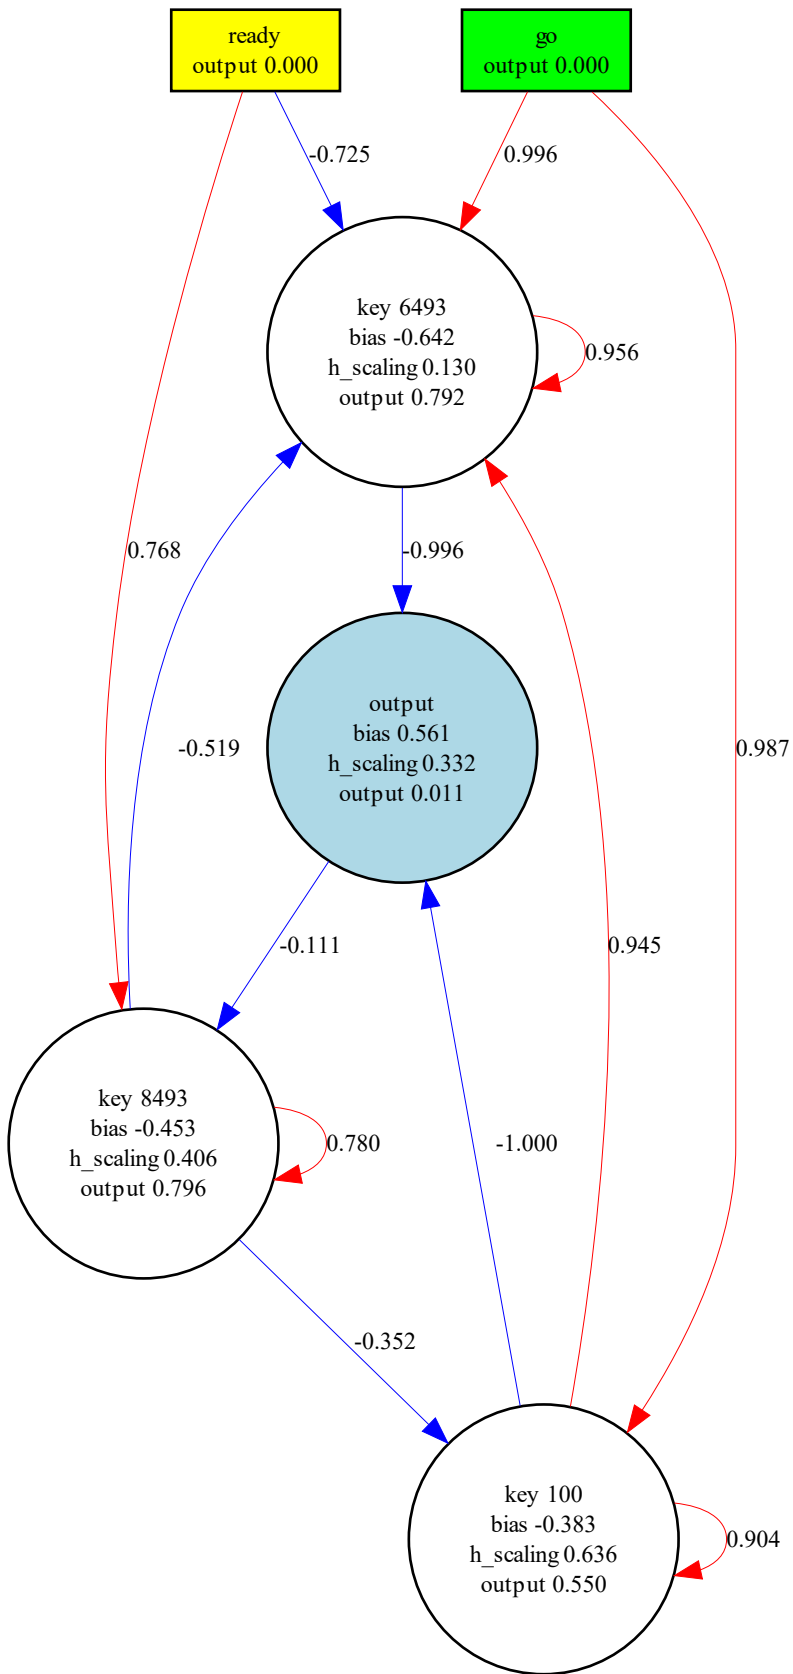 ready
output 0.000
go
output 0.000
-0.725
0.996
key 6493
bias -0.642
h_scaling 0.130
output 0.792
0.956
0.768
-0.996
output
bias 0.561
h_scaling 0.332
output 0.011
-0.519
0.987
-0.111
0.945
key 8493
bias -0.453
h_scaling 0.406
output 0.796
0.780
-1.000
-0.352
key 100
bias -0.383
h_scaling 0.636
output 0.550
0.904